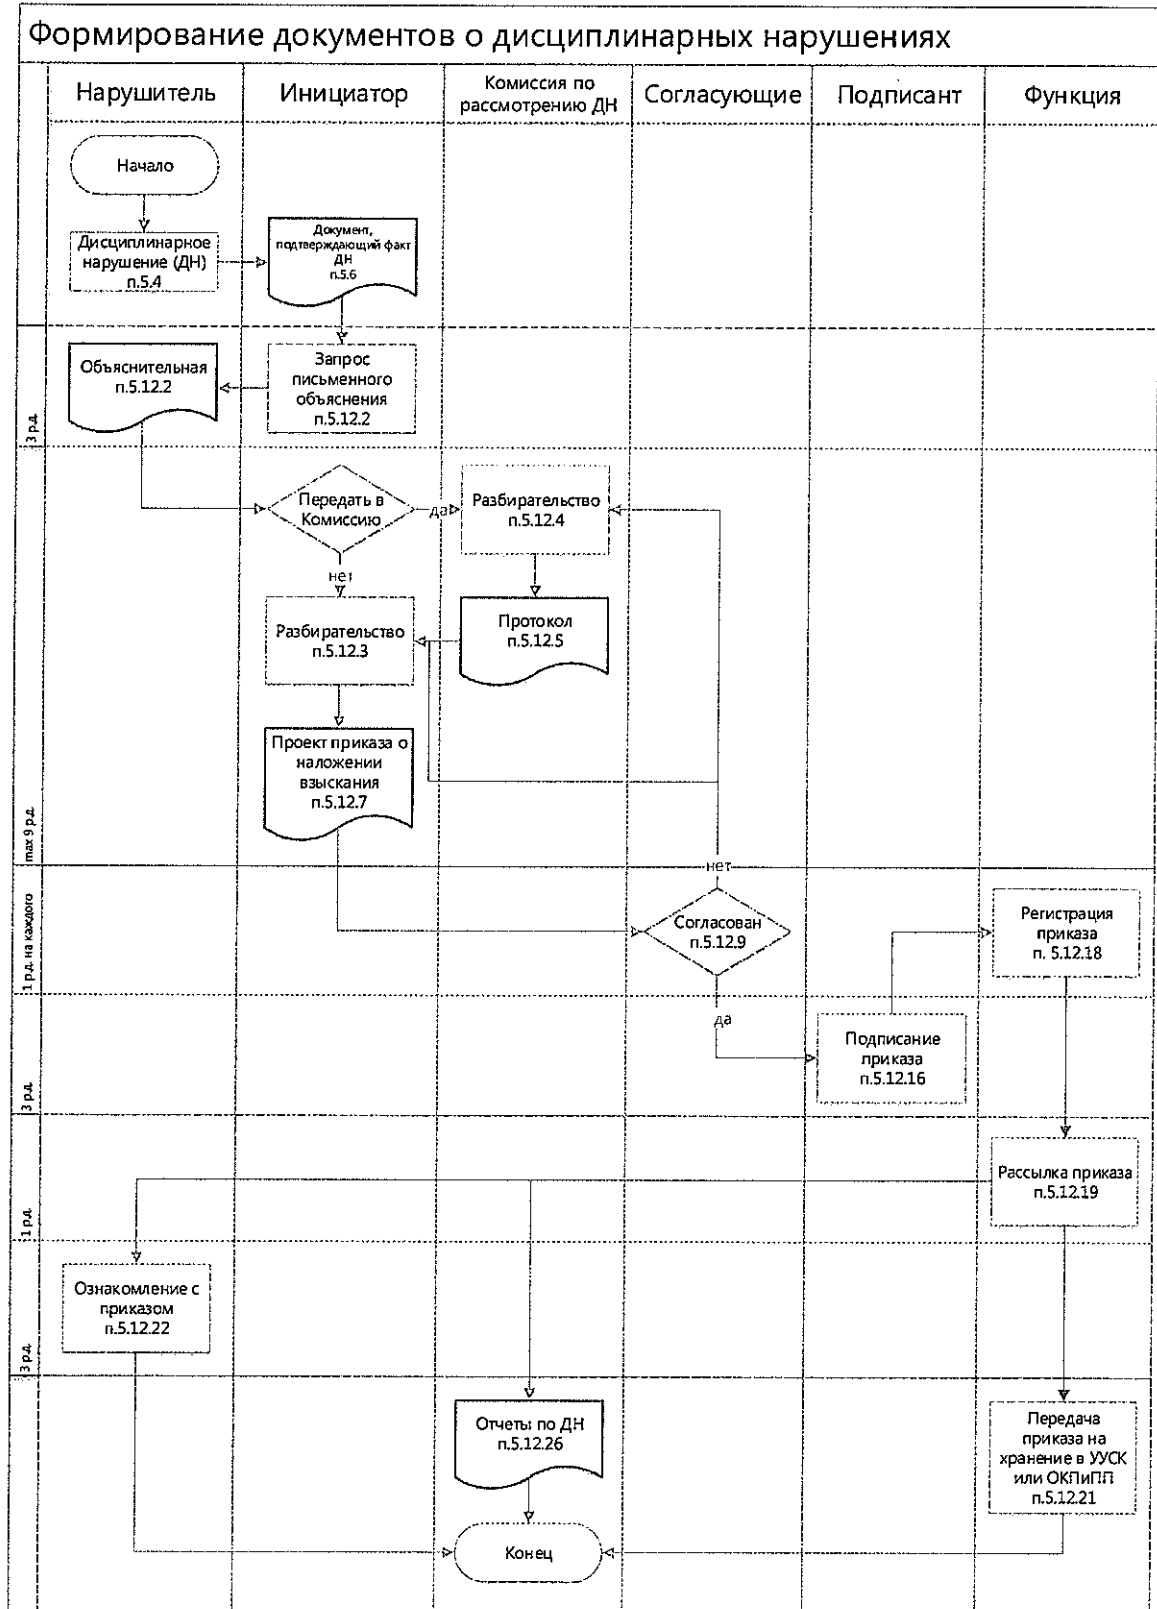 Формирование документов о дисциплинарных нарушениях
Нарушитель
Инициатор
Комиссия по
рассмотрению ДН
Согласующие
Подписант
Функция
Начало
Дисциплинарное
нарушение (ДН)
п.5.4
Документ,
подтверждающий факт
ДН
п.5.6
3 р.д.
Объяснительная
п.5.12.2
Запрос
письменного
объяснения
п.5.12.2
max 9 р.д.
Передать в
Комиссию
да
нет
Разбирательство
п.5.12.4
Разбирательство
п.5.12.3
Протокол
п.5.12.5
Проект приказа о
наложении
взыскания
п.5.12.7
1 р.д. на каждого
нет
Согласован
п.5.12.9
Регистрация
приказа
п. 5.12.18
3 р.д.
да
Подписание
приказа
п.5.12.16
1 р.д.
Рассылка приказа
п.5.12.19
3 р.д.
Ознакомление с
приказом
п.5.12.22
Отчеты по ДН
п.5.12.26
Передача
приказа на
хранение в УУСК
или ОКПиПП
п.5.12.21
Конец